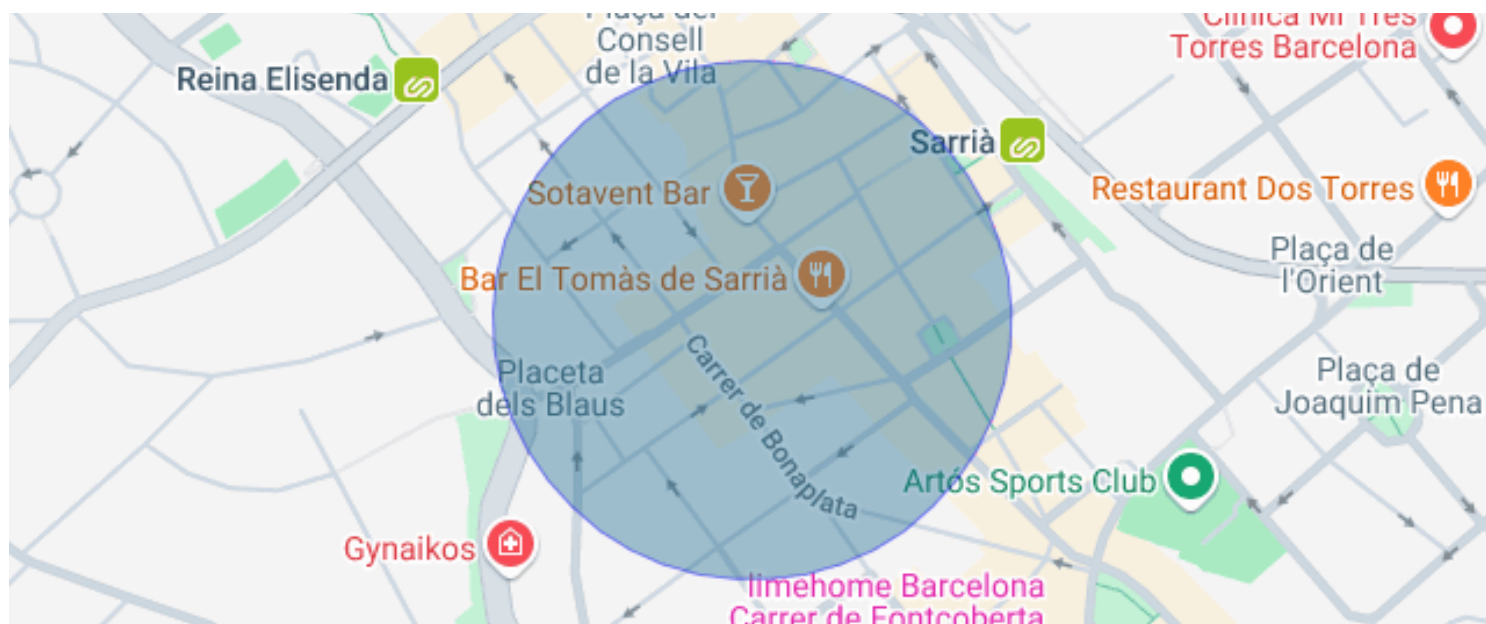 Plaça del
Consell
de la Vila
Clínica Mi Tres
Torres Barcelona
Reina Elisenda
Sarrià
Sotavent Bar
Restaurant Dos Torres
Plaça de
l'Orient
Bar El Tomàs de Sarrià
Placeta
dels Blaus
Carrer de Bonaplata
Plaça de
Joaquim Pena
Artós Sports Club
Gynaikos
limehome Barcelona
Carrer de Fontcoberta